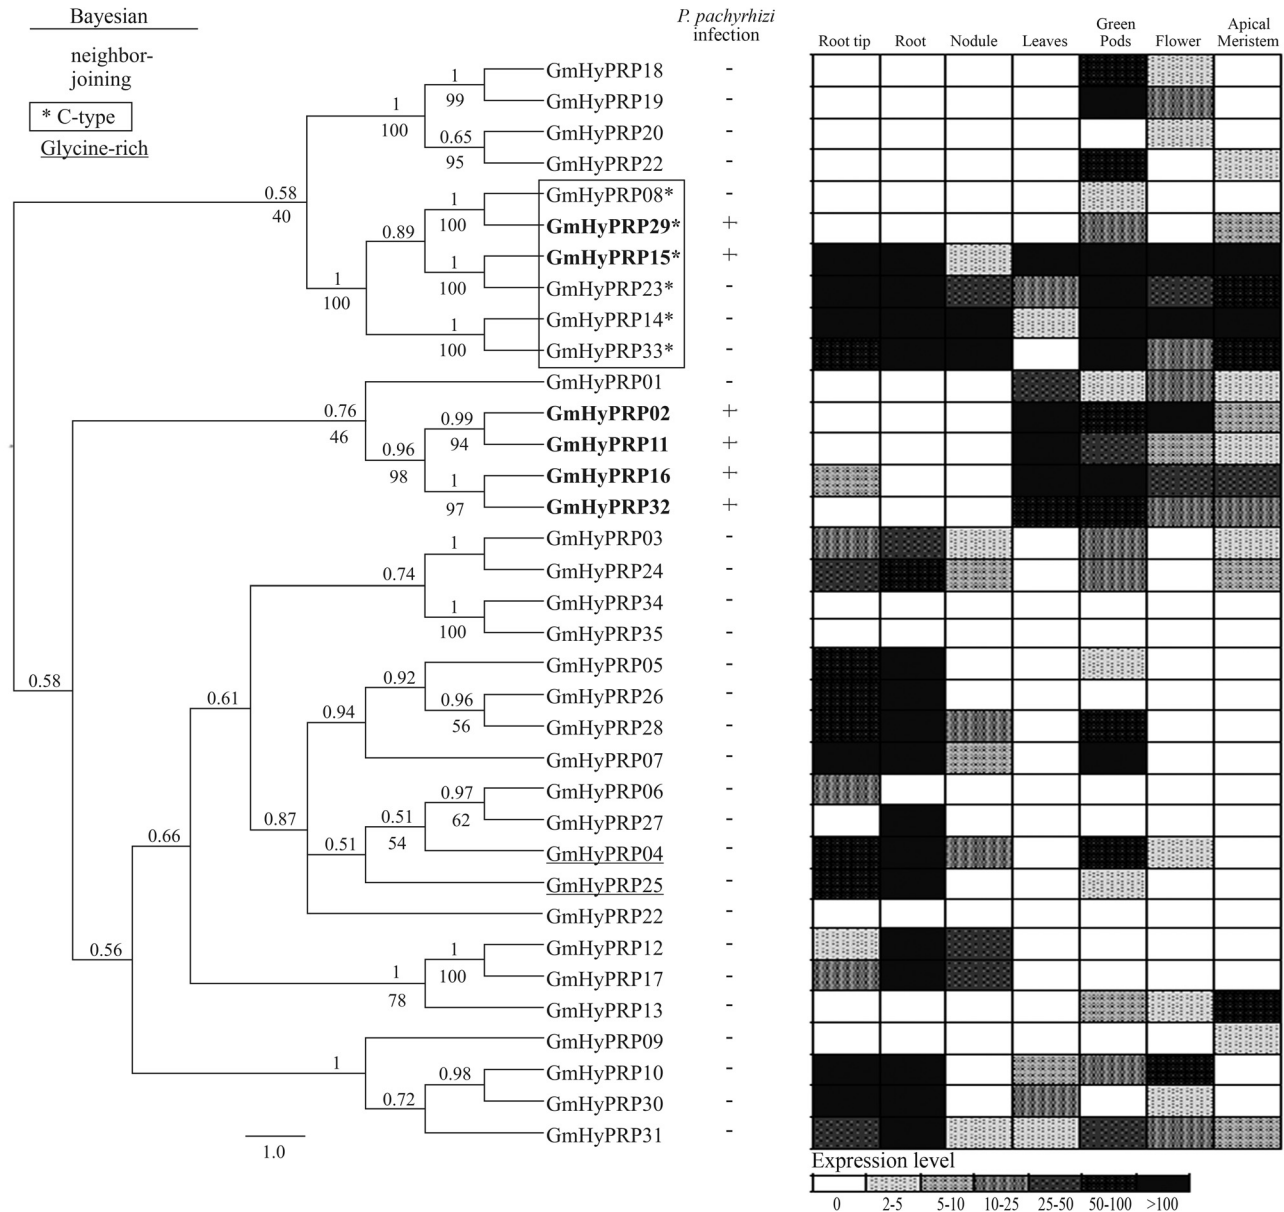 Bayesian
neighbor-
joining
* C-type
Glycine-rich
P. pachyrhizi
infection
Root tip Root Nodule Leaves Green Pods Flower Apical Meristem
GmHyPRP18 -
GmHyPRP19 -
GmHyPRP20 -
GmHyPRP22 -
GmHyPRP08* -
GmHyPRP29* +
GmHyPRP15* +
GmHyPRP23* -
GmHyPRP14* -
GmHyPRP33* -
GmHyPRP01 -
GmHyPRP02 +
GmHyPRP11 +
GmHyPRP16 +
GmHyPRP32 +
GmHyPRP03 -
GmHyPRP24 -
GmHyPRP34 -
GmHyPRP35 -
GmHyPRP05 -
GmHyPRP26 -
GmHyPRP28 -
GmHyPRP07 -
GmHyPRP06 -
GmHyPRP27 -
GmHyPRP04 -
GmHyPRP25 -
GmHyPRP22 -
GmHyPRP12 -
GmHyPRP17 -
GmHyPRP13 -
GmHyPRP09 -
GmHyPRP10 -
GmHyPRP30 -
GmHyPRP31 -
1
99
1
100
0.65
95
0.58
40
1
100
0.89
1
100
1
100
1
100
0.76
46
0.99
94
0.96
98
1
97
1
0.74
1
100
0.58
0.61
0.92
0.96
56
0.94
0.97
62
0.87
0.51
54
0.51
0.66
0.56
1
100
1
78
1
0.98
0.72
1.0
Expression level
0 2-5 5-10 10-25 25-50 50-100 >100